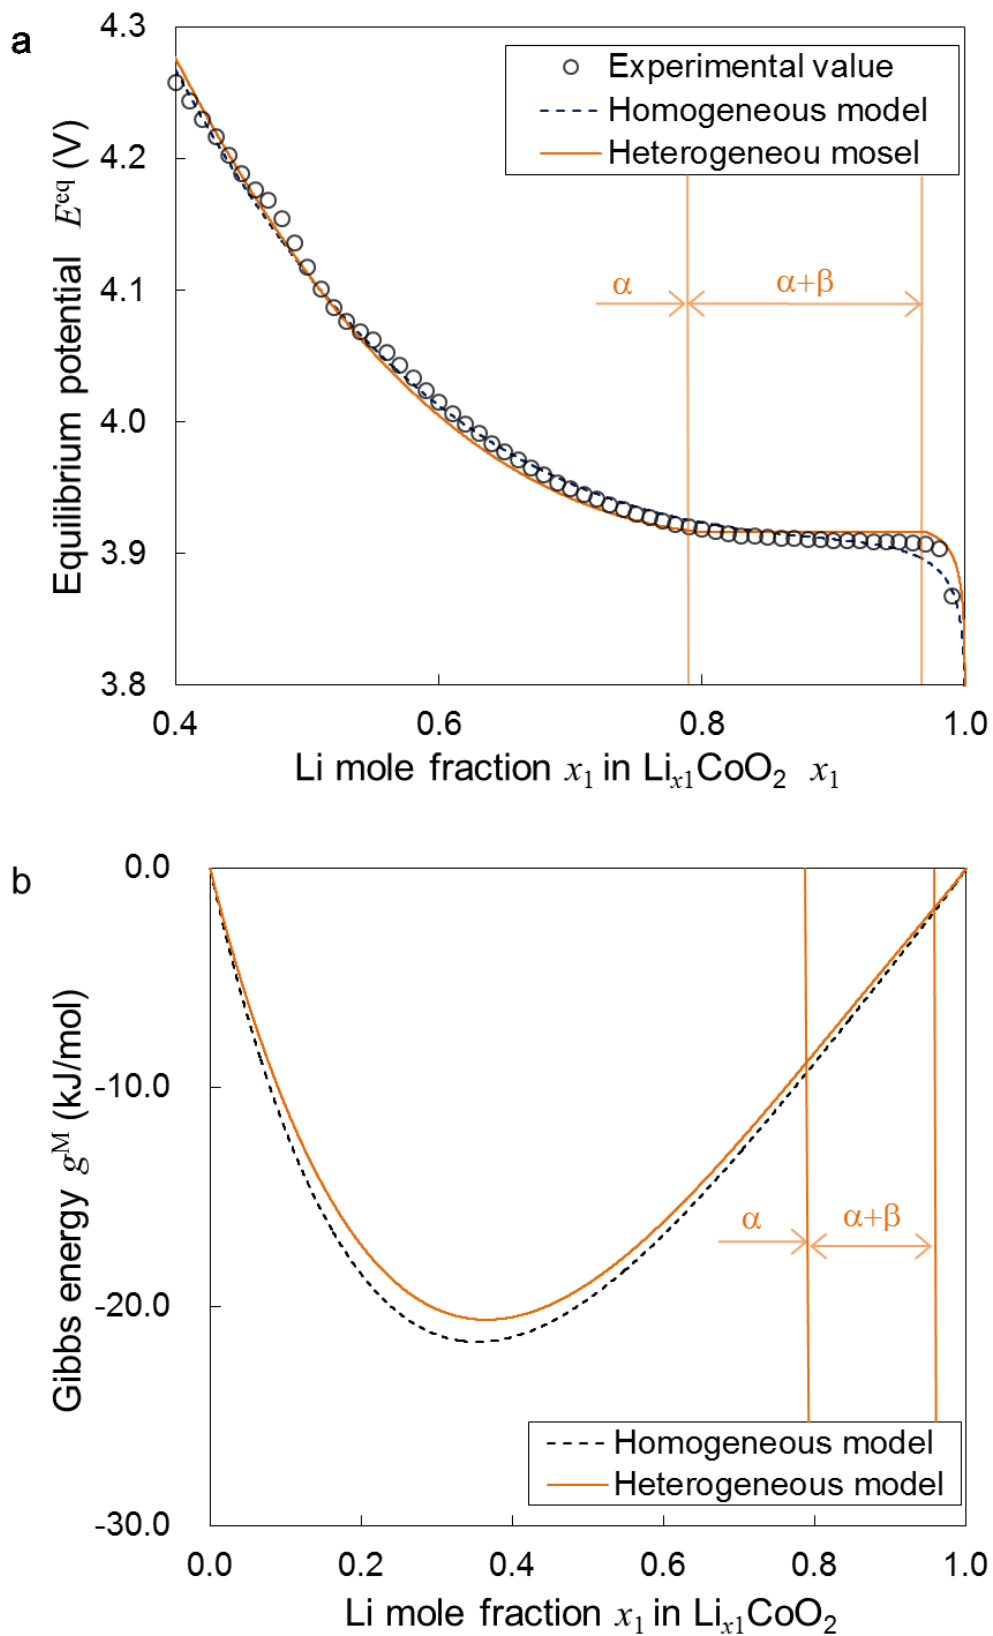 a
4.3
4.2
4.1
4.0
3.9
3.8
Equilibrium potential E^eq (V)
Experimental value
Homogeneous model
Heterogeneou mosel
α
α+β
0.4
0.6
0.8
1.0
Li mole fraction x₁ in Liₓ₁CoO₂ x₁
b
0.0
-10.0
-20.0
-30.0
Gibbs energy g^M (kJ/mol)
α
α+β
Homogeneous model
Heterogeneous model
0.0
0.2
0.4
0.6
0.8
1.0
Li mole fraction x₁ in Liₓ₁CoO₂